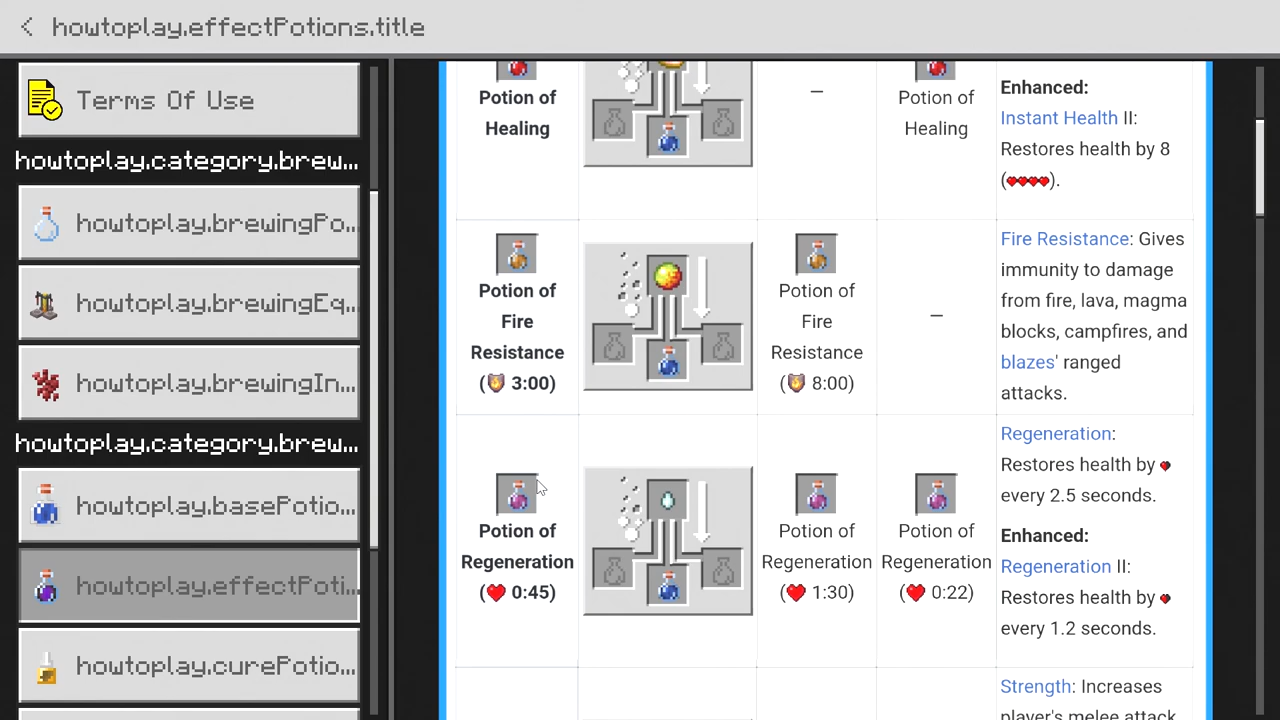 howtoplay.effectPotions.title
Terms Of Use
howtoplay.category.brew...
howtoplay.brewingPo...
howtoplay.brewingEq...
howtoplay.brewingIn...
howtoplay.category.brew...
howtoplay.basePotio...
howtoplay.effectPoti...
howtoplay.curePotio...
Potion of
Healing
—
Potion of
Healing
Enhanced:
Instant Health II:
Restores health by 8
( ).
Potion of
Fire
Resistance
( 3:00)
Potion of
Fire
Resistance
( 8:00)
—
Fire Resistance: Gives
immunity to damage
from fire, lava, magma
blocks, campfires, and
blazes' ranged
attacks.
Potion of
Regeneration
( 0:45)
Potion of
Regeneration
( 1:30)
Potion of
Regeneration
( 0:22)
Regeneration:
Restores health by
every 2.5 seconds.
Enhanced:
Regeneration II:
Restores health by
every 1.2 seconds.
Strength: Increases
player's melee attack